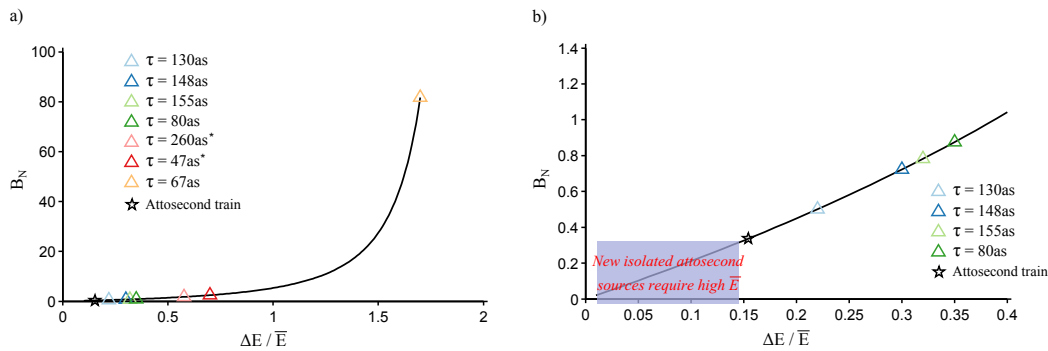 a)
100
80
60
40
20
0
B_N
0
0.5
1
1.5
2
ΔE / E̅
τ = 130as
τ = 148as
τ = 155as
τ = 80as
τ = 260as*
τ = 47as*
τ = 67as
Attosecond train
b)
1.4
1.2
1
0.8
0.6
0.4
0.2
0
B_N
0
0.05
0.1
0.15
0.2
0.25
0.3
0.35
0.4
ΔE / E̅
τ = 130as
τ = 148as
τ = 155as
τ = 80as
Attosecond train
New isolated attosecond
sources require high E̅